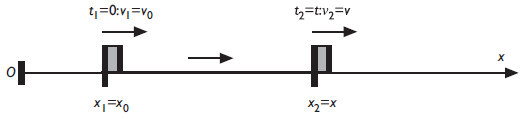 t₁=0:v₁=v₀ t₂=t:v₂=v
O x
x₁=x₀ x₂=x